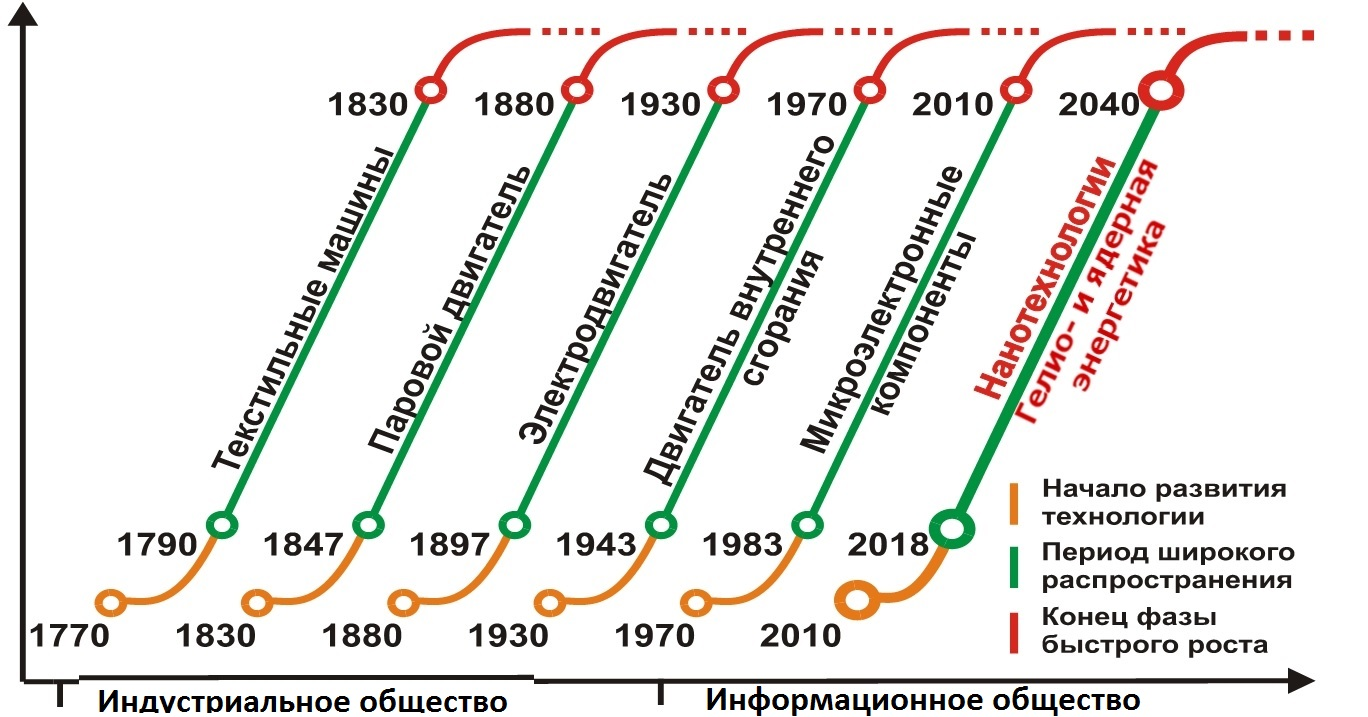 1830
1880
1930
1970
2010
2040
Текстильные машины
Паровой двигатель
Электродвигатель
Двигатель внутреннего
сгорания
Микроэлектронные
компоненты
Нанотехнологии
Гелио- и ядерная
энергетика
1790
1847
1897
1943
1983
2018
1770
1830
1880
1930
1970
2010
Начало развития
технологии
Период широкого
распространения
Конец фазы
быстрого роста
Индустриальное общество
Информационное общество